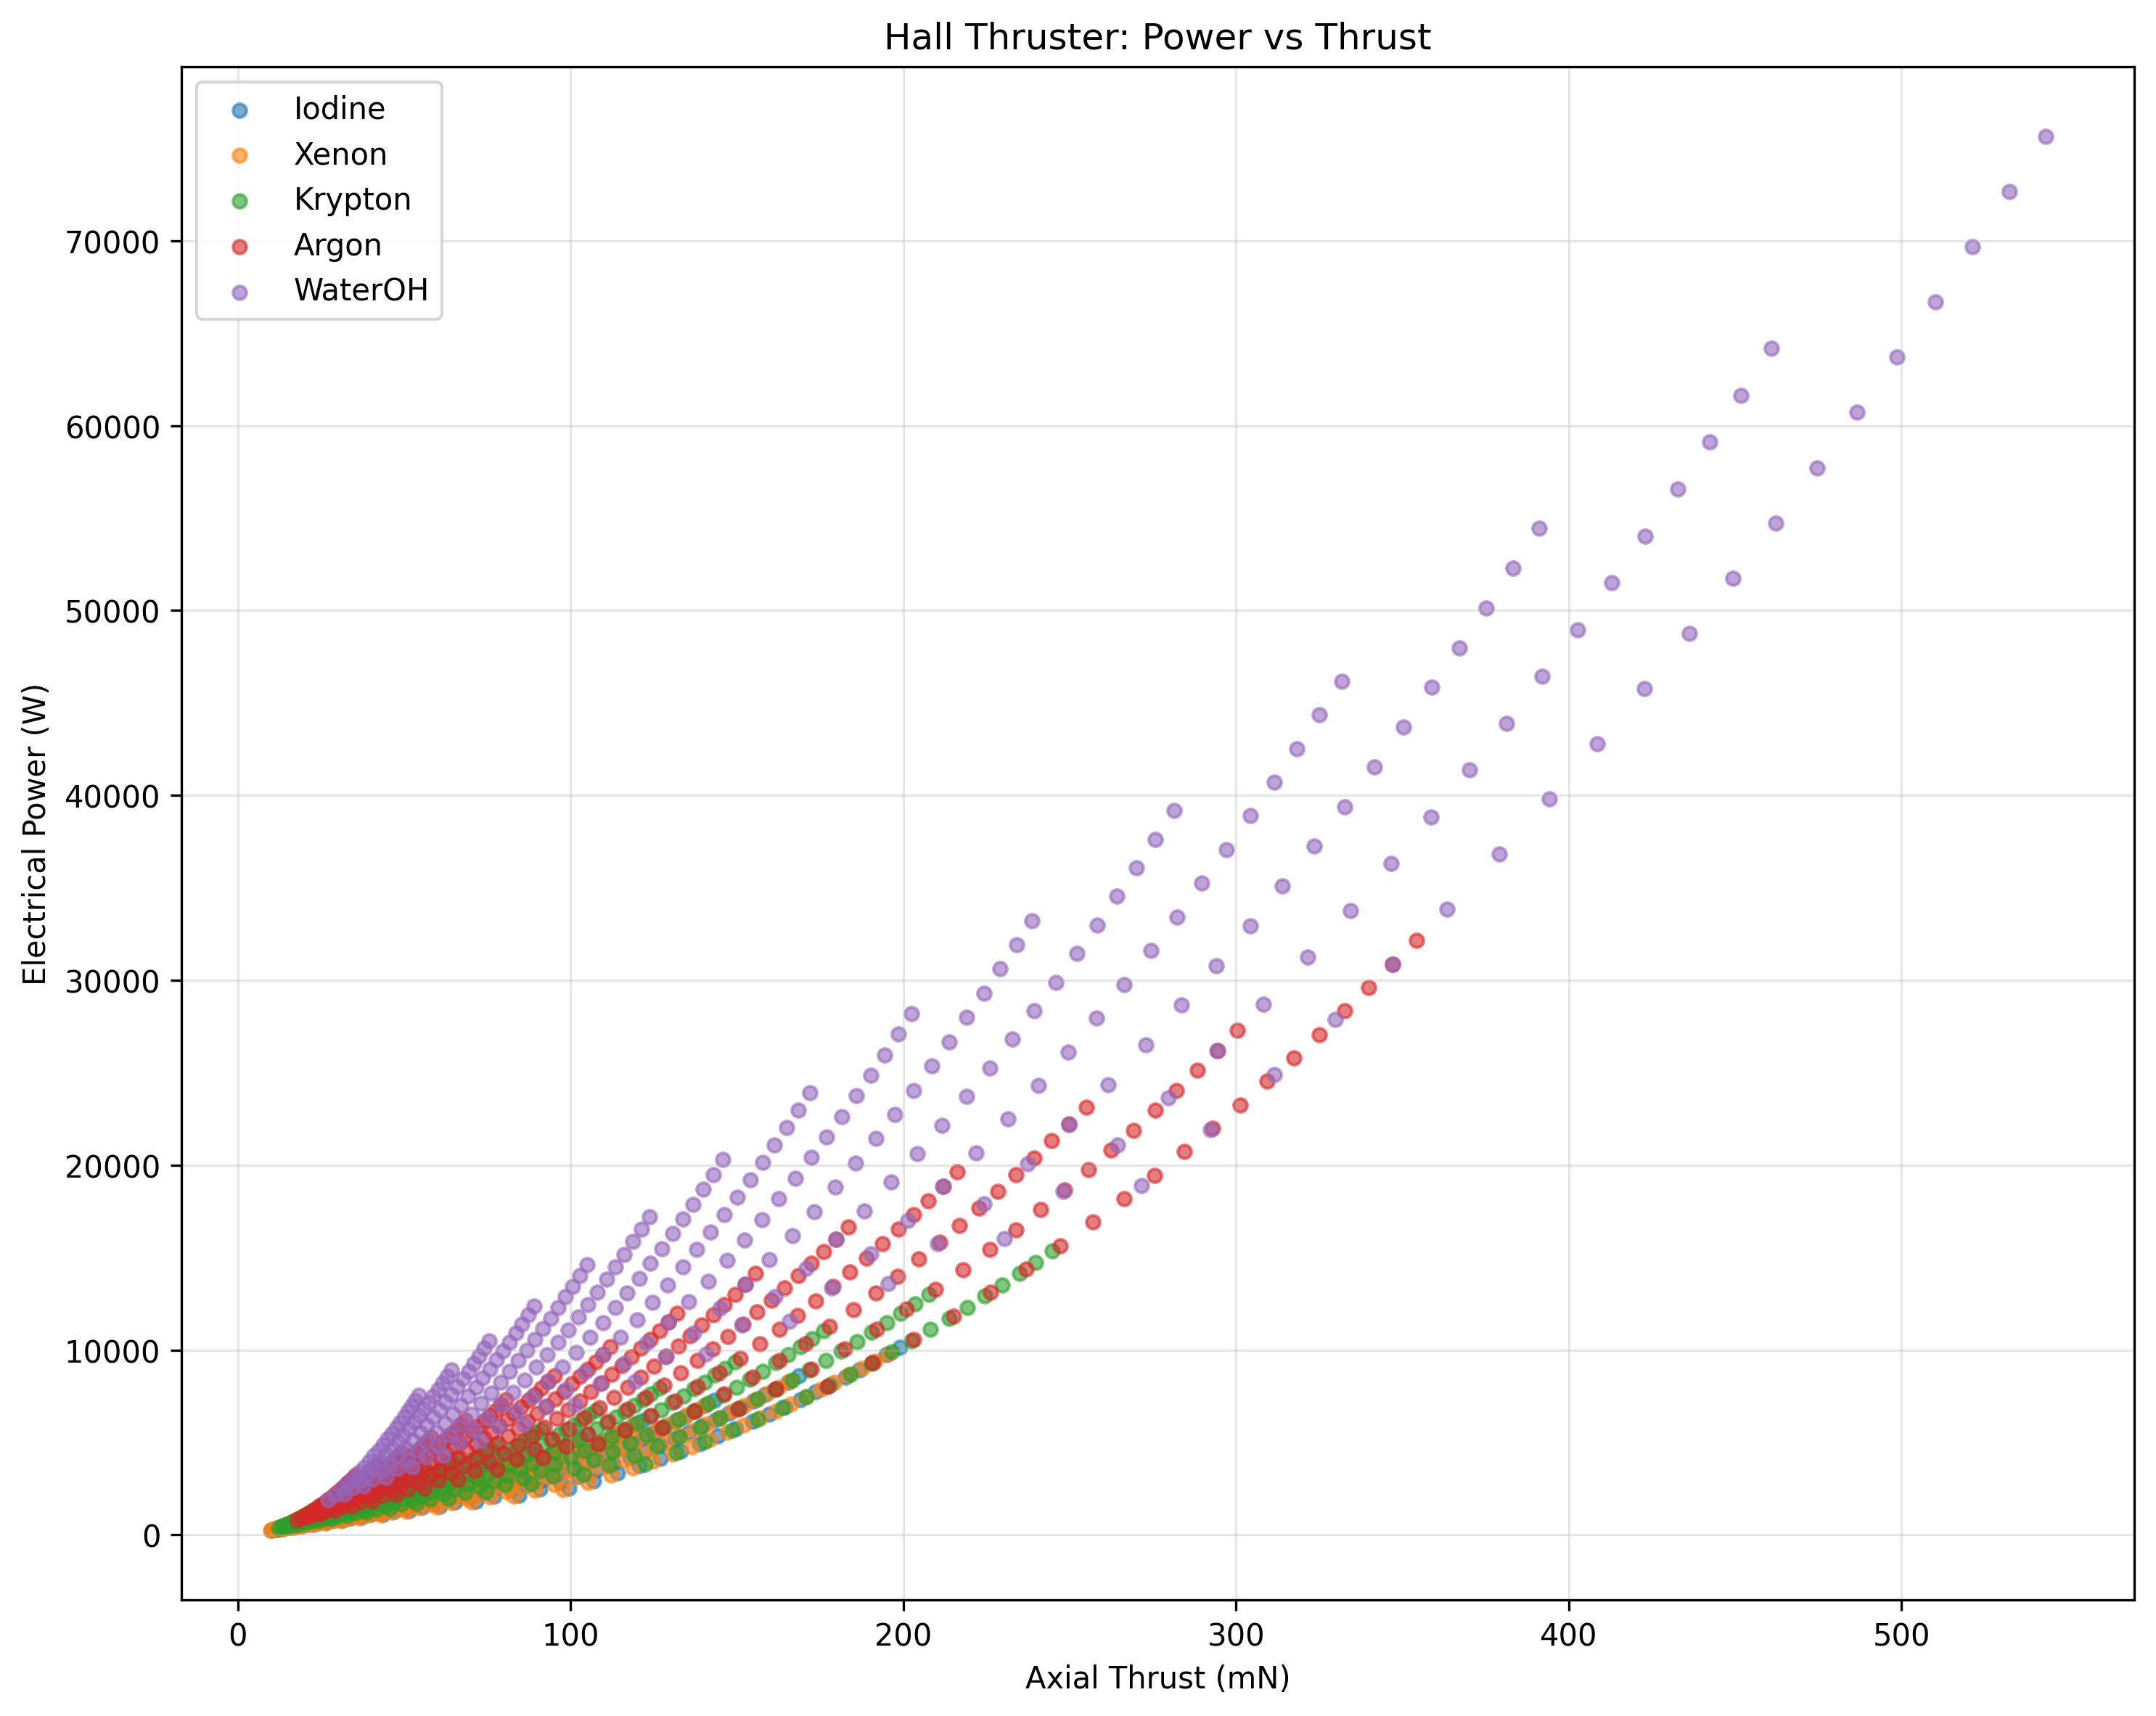 Hall Thruster: Power vs Thrust
Iodine
Xenon
Krypton
Argon
WaterOH
70000
60000
50000
40000
30000
20000
10000
0
Electrical Power (W)
0 100 200 300 400 500
Axial Thrust (mN)